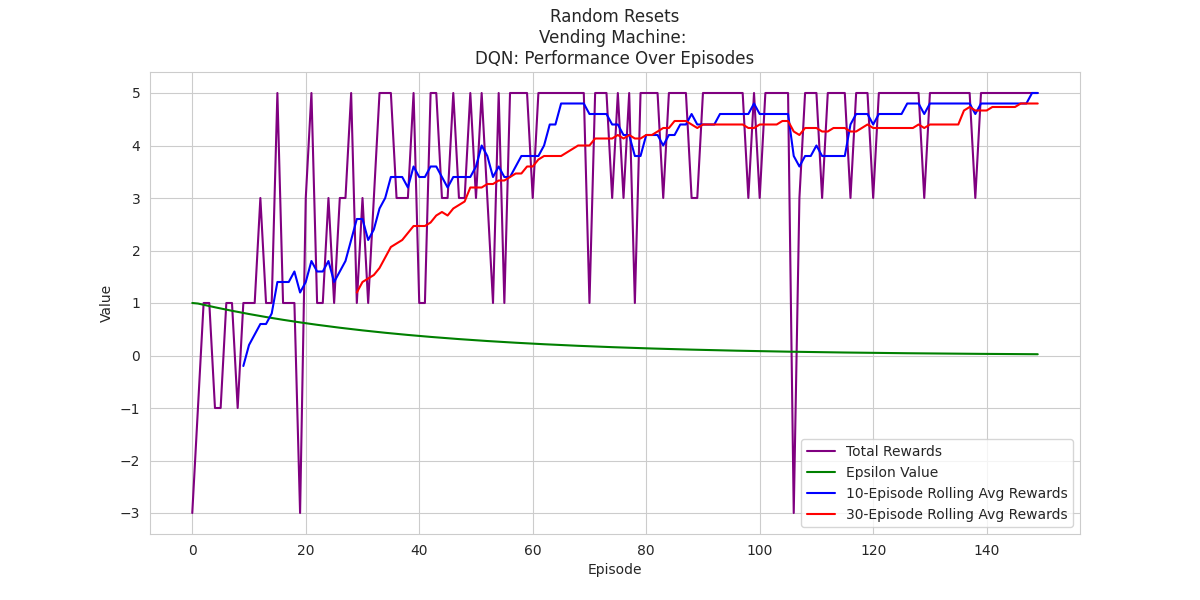 Random Resets
Vending Machine:
DQN: Performance Over Episodes
Value
5
4
3
2
1
0
−1
−2
−3
0 20 40 60 80 100 120 140
Episode
Total Rewards
Epsilon Value
10-Episode Rolling Avg Rewards
30-Episode Rolling Avg Rewards